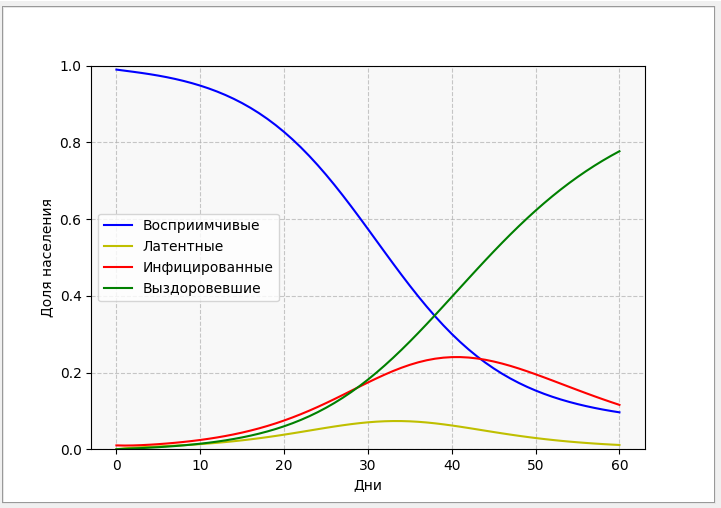 1.0
0.8
0.6
0.4
0.2
0.0
Доля населения
Восприимчивые
Латентные
Инфицированные
Выздоровевшие
0 10 20 30 40 50 60
Дни